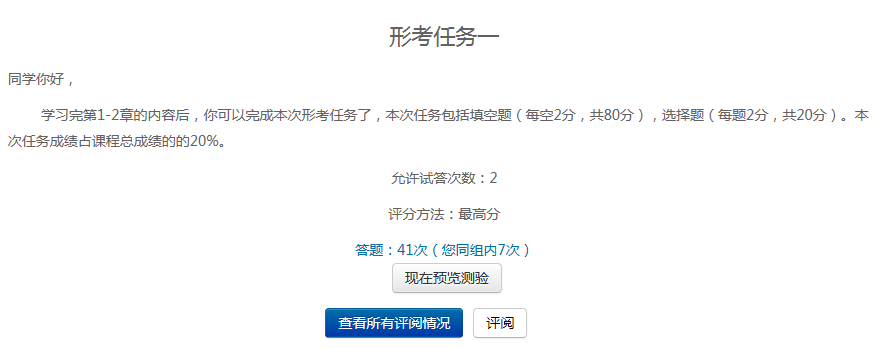 形考任务一
同学你好，
学习完第1-2章的内容后，你可以完成本次形考任务了，本次任务包括填空题（每空2分，共80分），选择题（每题2分，共20分）。本
次任务成绩占课程总成绩的的20%。
允许试答次数：2
评分方法：最高分
答题：41次（您同组内7次）
现在预览测验
查看所有评阅情况 评阅